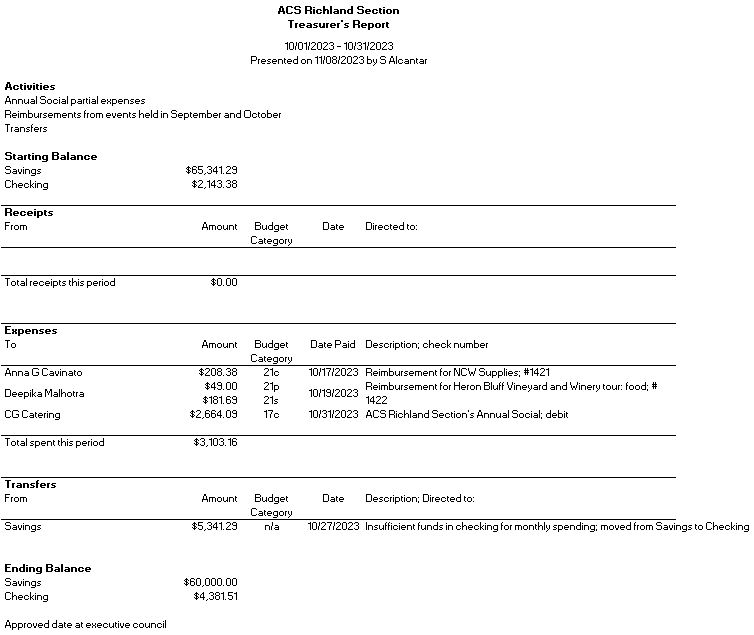 ACS Richland Section
Treasurer's Report
10/01/2023 - 10/31/2023
Presented on 11/08/2023 by S Alcantar
Activities
Annual Social partial expenses
Reimbursements from events held in September and October
Transfers
Starting Balance
Savings $65,341.29
Checking $2,143.38
Receipts
From Amount Budget Category Date Directed to:
Total receipts this period $0.00
Expenses
To Amount Budget Category Date Paid Description; check number
Anna G Cavinato $208.38 21c 10/17/2023 Reimbursement for NCW Supplies; #1421
Deepika Malhotra $49.00 21p 10/19/2023 Reimbursement for Heron Bluff Vineyard and Winery tour: food; #
$181.69 21s 1422
CG Catering $2,664.09 17c 10/31/2023 ACS Richland Section's Annual Social; debit
Total spent this period $3,103.16
Transfers
From Amount Budget Category Date Description; Directed to:
Savings $5,341.29 n/a 10/27/2023 Insufficient funds in checking for monthly spending; moved from Savings to Checking
Ending Balance
Savings $60,000.00
Checking $4,381.51
Approved date at executive council